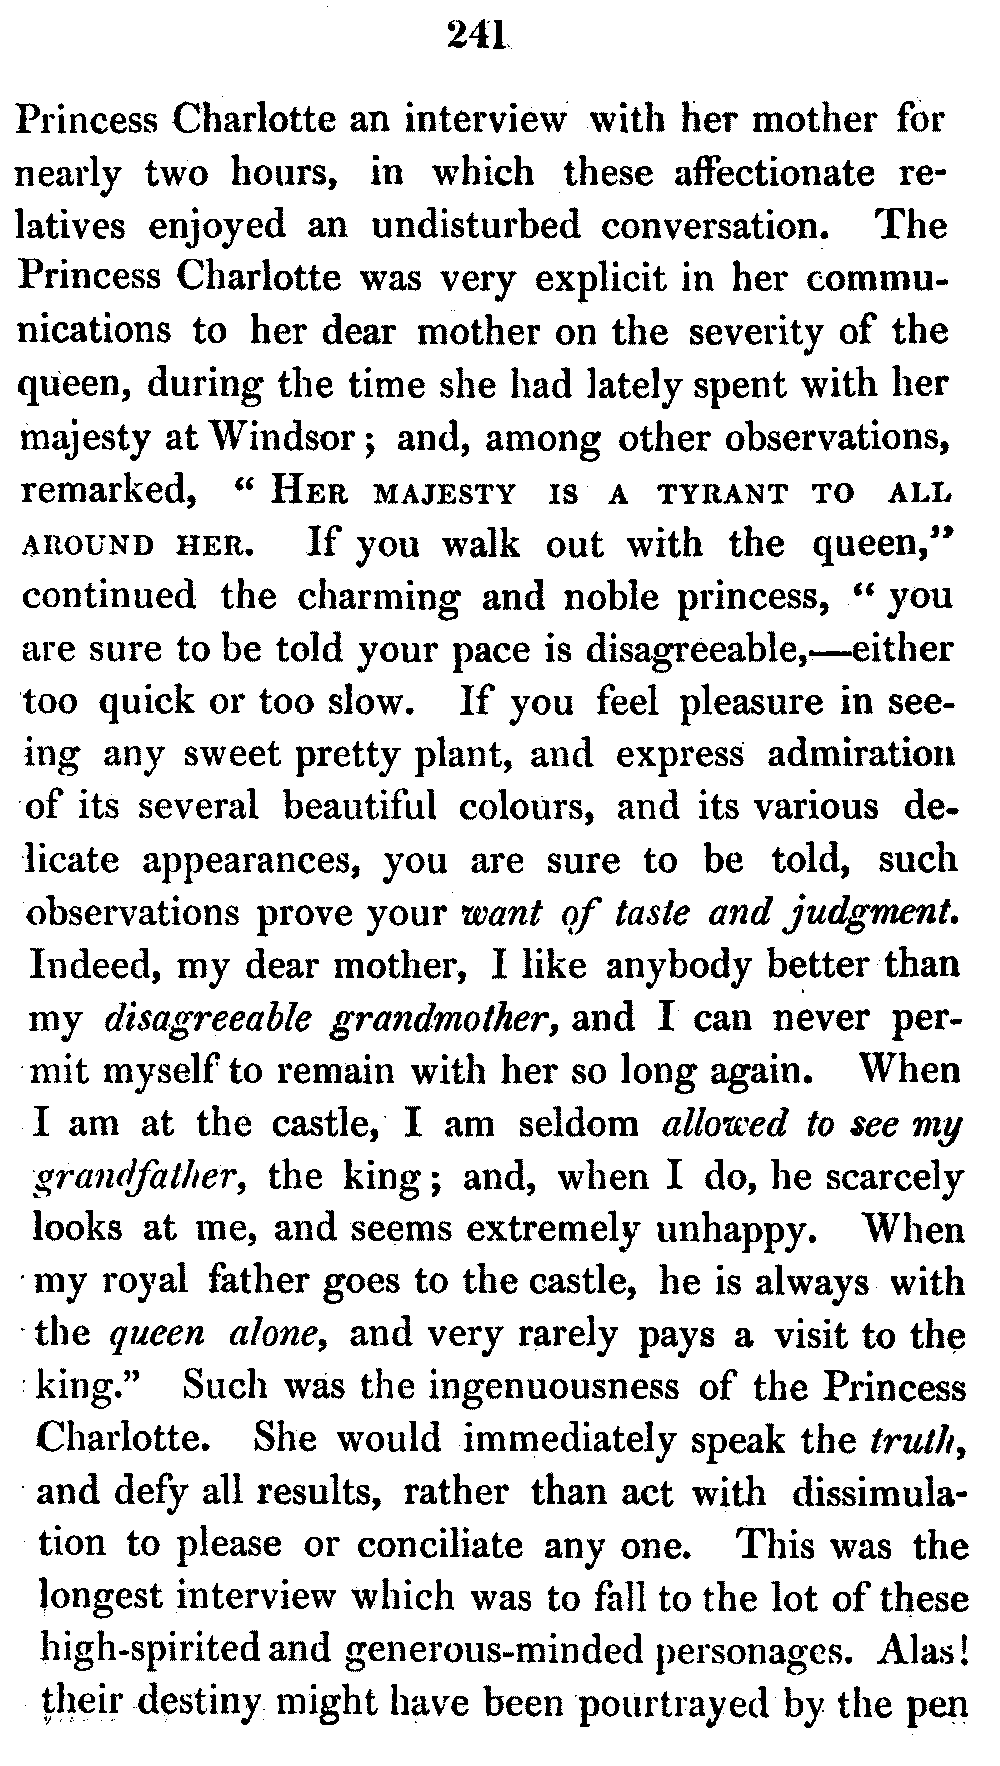 241
Princess Charlotte an interview with her mother for
nearly two hours, in which these affectionate re-
latives enjoyed an undisturbed conversation. The
Princess Charlotte was very explicit in her commu-
nications to her dear mother on the severity of the
queen, during the time she had lately spent with her
majesty at Windsor; and, among other observations,
remarked, “ HER MAJESTY IS A TYRANT TO ALL
AROUND HER. If you walk out with the queen,”
continued the charming and noble princess, “ you
are sure to be told your pace is disagreeable,—either
too quick or too slow. If you feel pleasure in see-
ing any sweet pretty plant, and express admiration
of its several beautiful colours, and its various de-
licate appearances, you are sure to be told, such
observations prove your want of taste and judgment.
Indeed, my dear mother, I like anybody better than
my disagreeable grandmother, and I can never per-
mit myself to remain with her so long again. When
I am at the castle, I am seldom allowed to see my
grandfather, the king; and, when I do, he scarcely
looks at me, and seems extremely unhappy. When
my royal father goes to the castle, he is always with
the queen alone, and very rarely pays a visit to the
king.” Such was the ingenuousness of the Princess
Charlotte. She would immediately speak the truth,
and defy all results, rather than act with dissimula-
tion to please or conciliate any one. This was the
longest interview which was to fall to the lot of these
high-spirited and generous-minded personages. Alas!
their destiny might have been pourtrayed by the pen